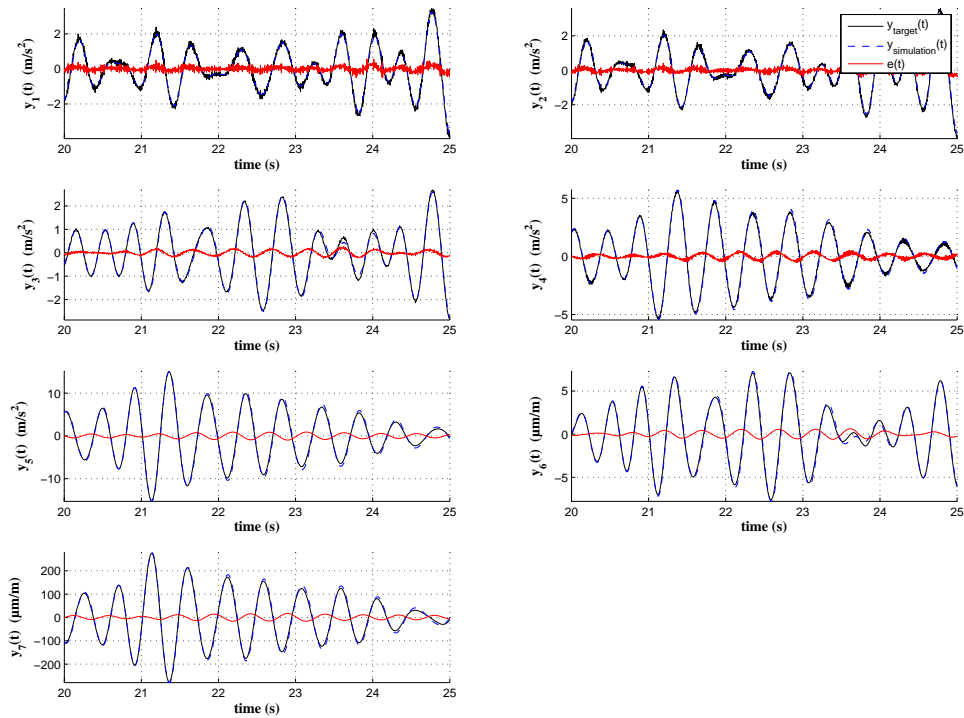 y1(t) (m/s²)
2
0
−2
20 21 22 23 24 25
time (s)
y2(t) (m/s²)
2
0
−2
20 21 22 23 24 25
time (s)
ytarget(t)
ysimulation(t)
e(t)
y3(t) (m/s²)
2
1
0
−1
−2
20 21 22 23 24 25
time (s)
y4(t) (m/s²)
5
0
−5
20 21 22 23 24 25
time (s)
y5(t) (m/s²)
10
0
−10
20 21 22 23 24 25
time (s)
y6(t) (μm/m)
5
0
−5
20 21 22 23 24 25
time (s)
y7(t) (μm/m)
200
100
0
−100
−200
20 21 22 23 24 25
time (s)